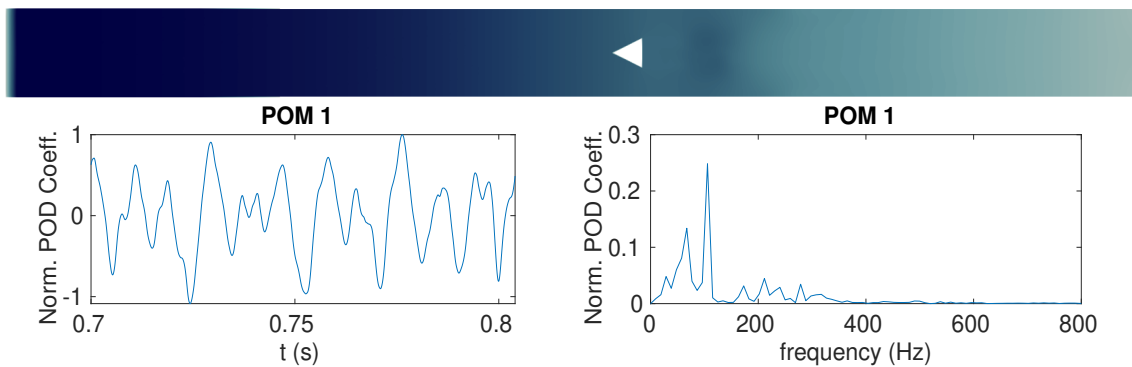 POM 1
Norm. POD Coeff.
1
0
-1
0.7
0.75
0.8
t (s)
POM 1
Norm. POD Coeff.
0.3
0.2
0.1
0
0
200
400
600
800
frequency (Hz)